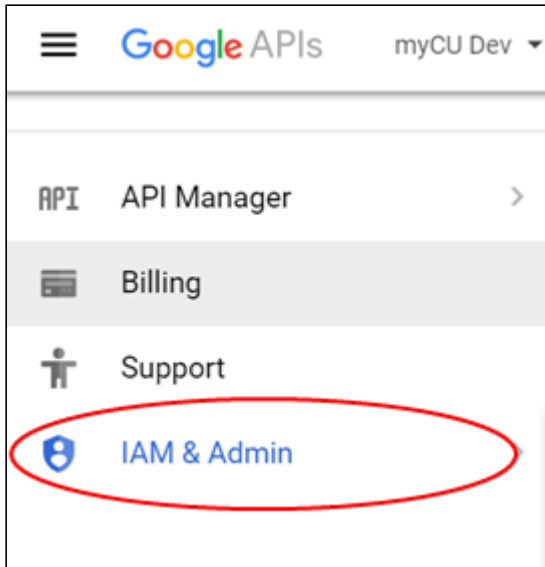 Google APIs myCU Dev
API API Manager
Billing
Support
IAM & Admin